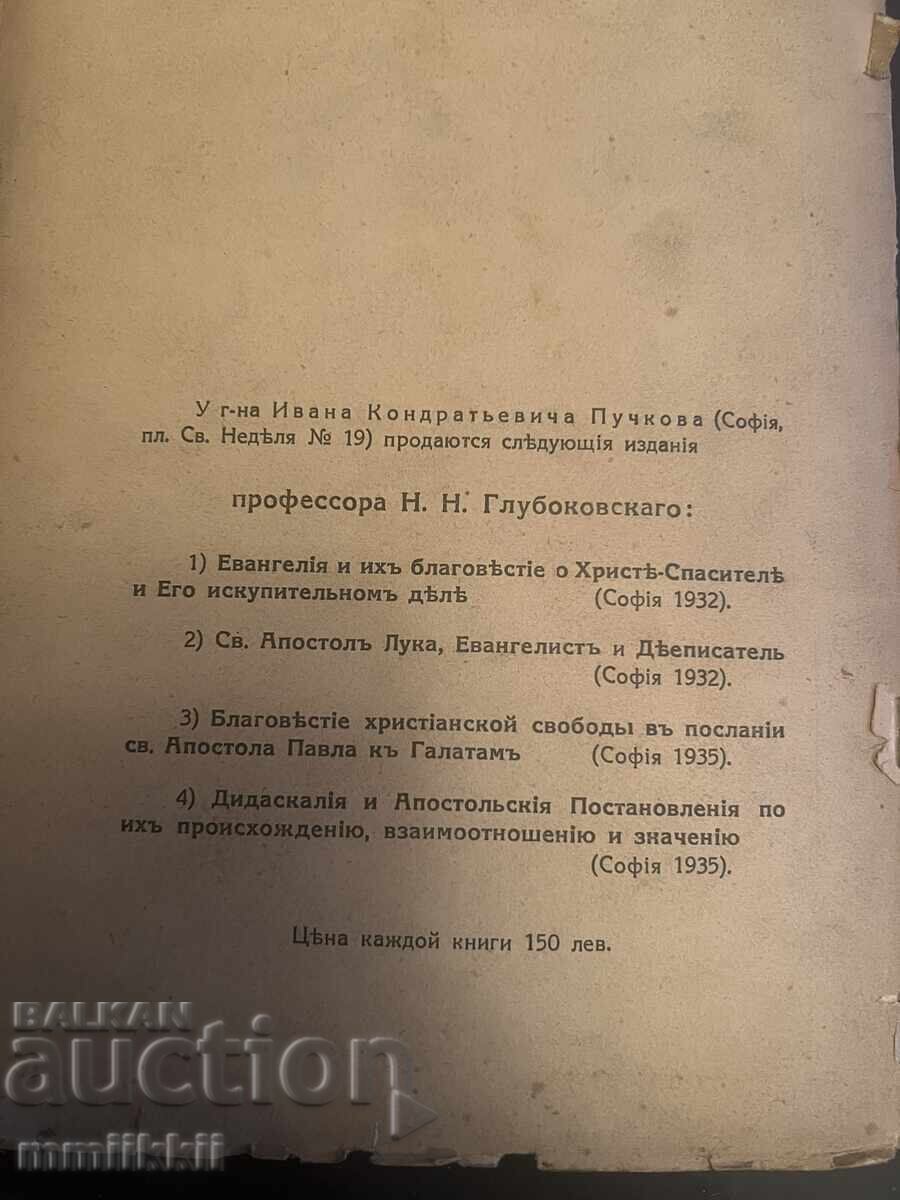 У г-на Ивана Кондратьевича Пучкова (Софія,
пл. Св. Недѣля № 19) продаются слѣдующія изданія
профессора Н. Н. Глубоковскаго:
1) Евангелія и ихъ благовѣстіе о Христѣ-Спасителѣ
и Его искупительномъ дѣлѣ (Софія 1932).
2) Св. Апостолъ Лука, Евангелистъ и Дѣеписатель
(Софія 1932).
3) Благовѣстіе христіанской свободы въ посланіи
св. Апостола Павла къ Галатамъ (Софія 1935).
4) Дидаскалія и Апостольскія Постановленія по
ихъ происхожденію, взаимоотношенію и значенію
(Софія 1935).
Цѣна каждой книги 150 лев.
BALKAN
auction
mmiikkii